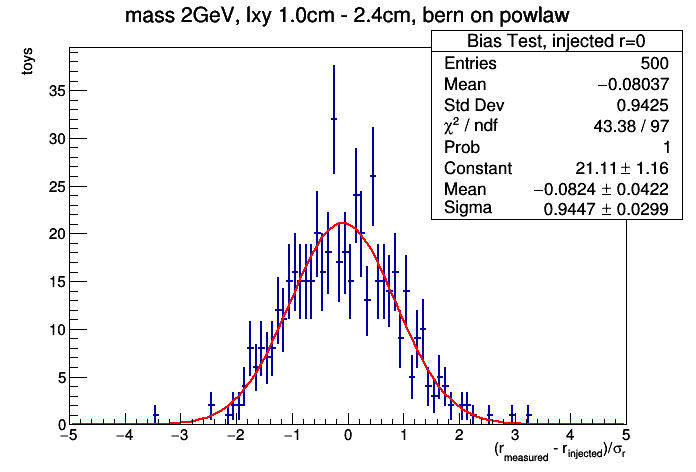 mass 2GeV, lxy 1.0cm - 2.4cm, bern on powlaw
toys
Bias Test, injected r=0
Entries 500
Mean −0.08037
Std Dev 0.9425
χ² / ndf 43.38 / 97
Prob 1
Constant 21.11 ± 1.16
Mean −0.0824 ± 0.0422
Sigma 0.9447 ± 0.0299
35
30
25
20
15
10
5
0
−5 −4 −3 −2 −1 0 1 2 3 4 5
(r_measured - r_injected)/σ_r